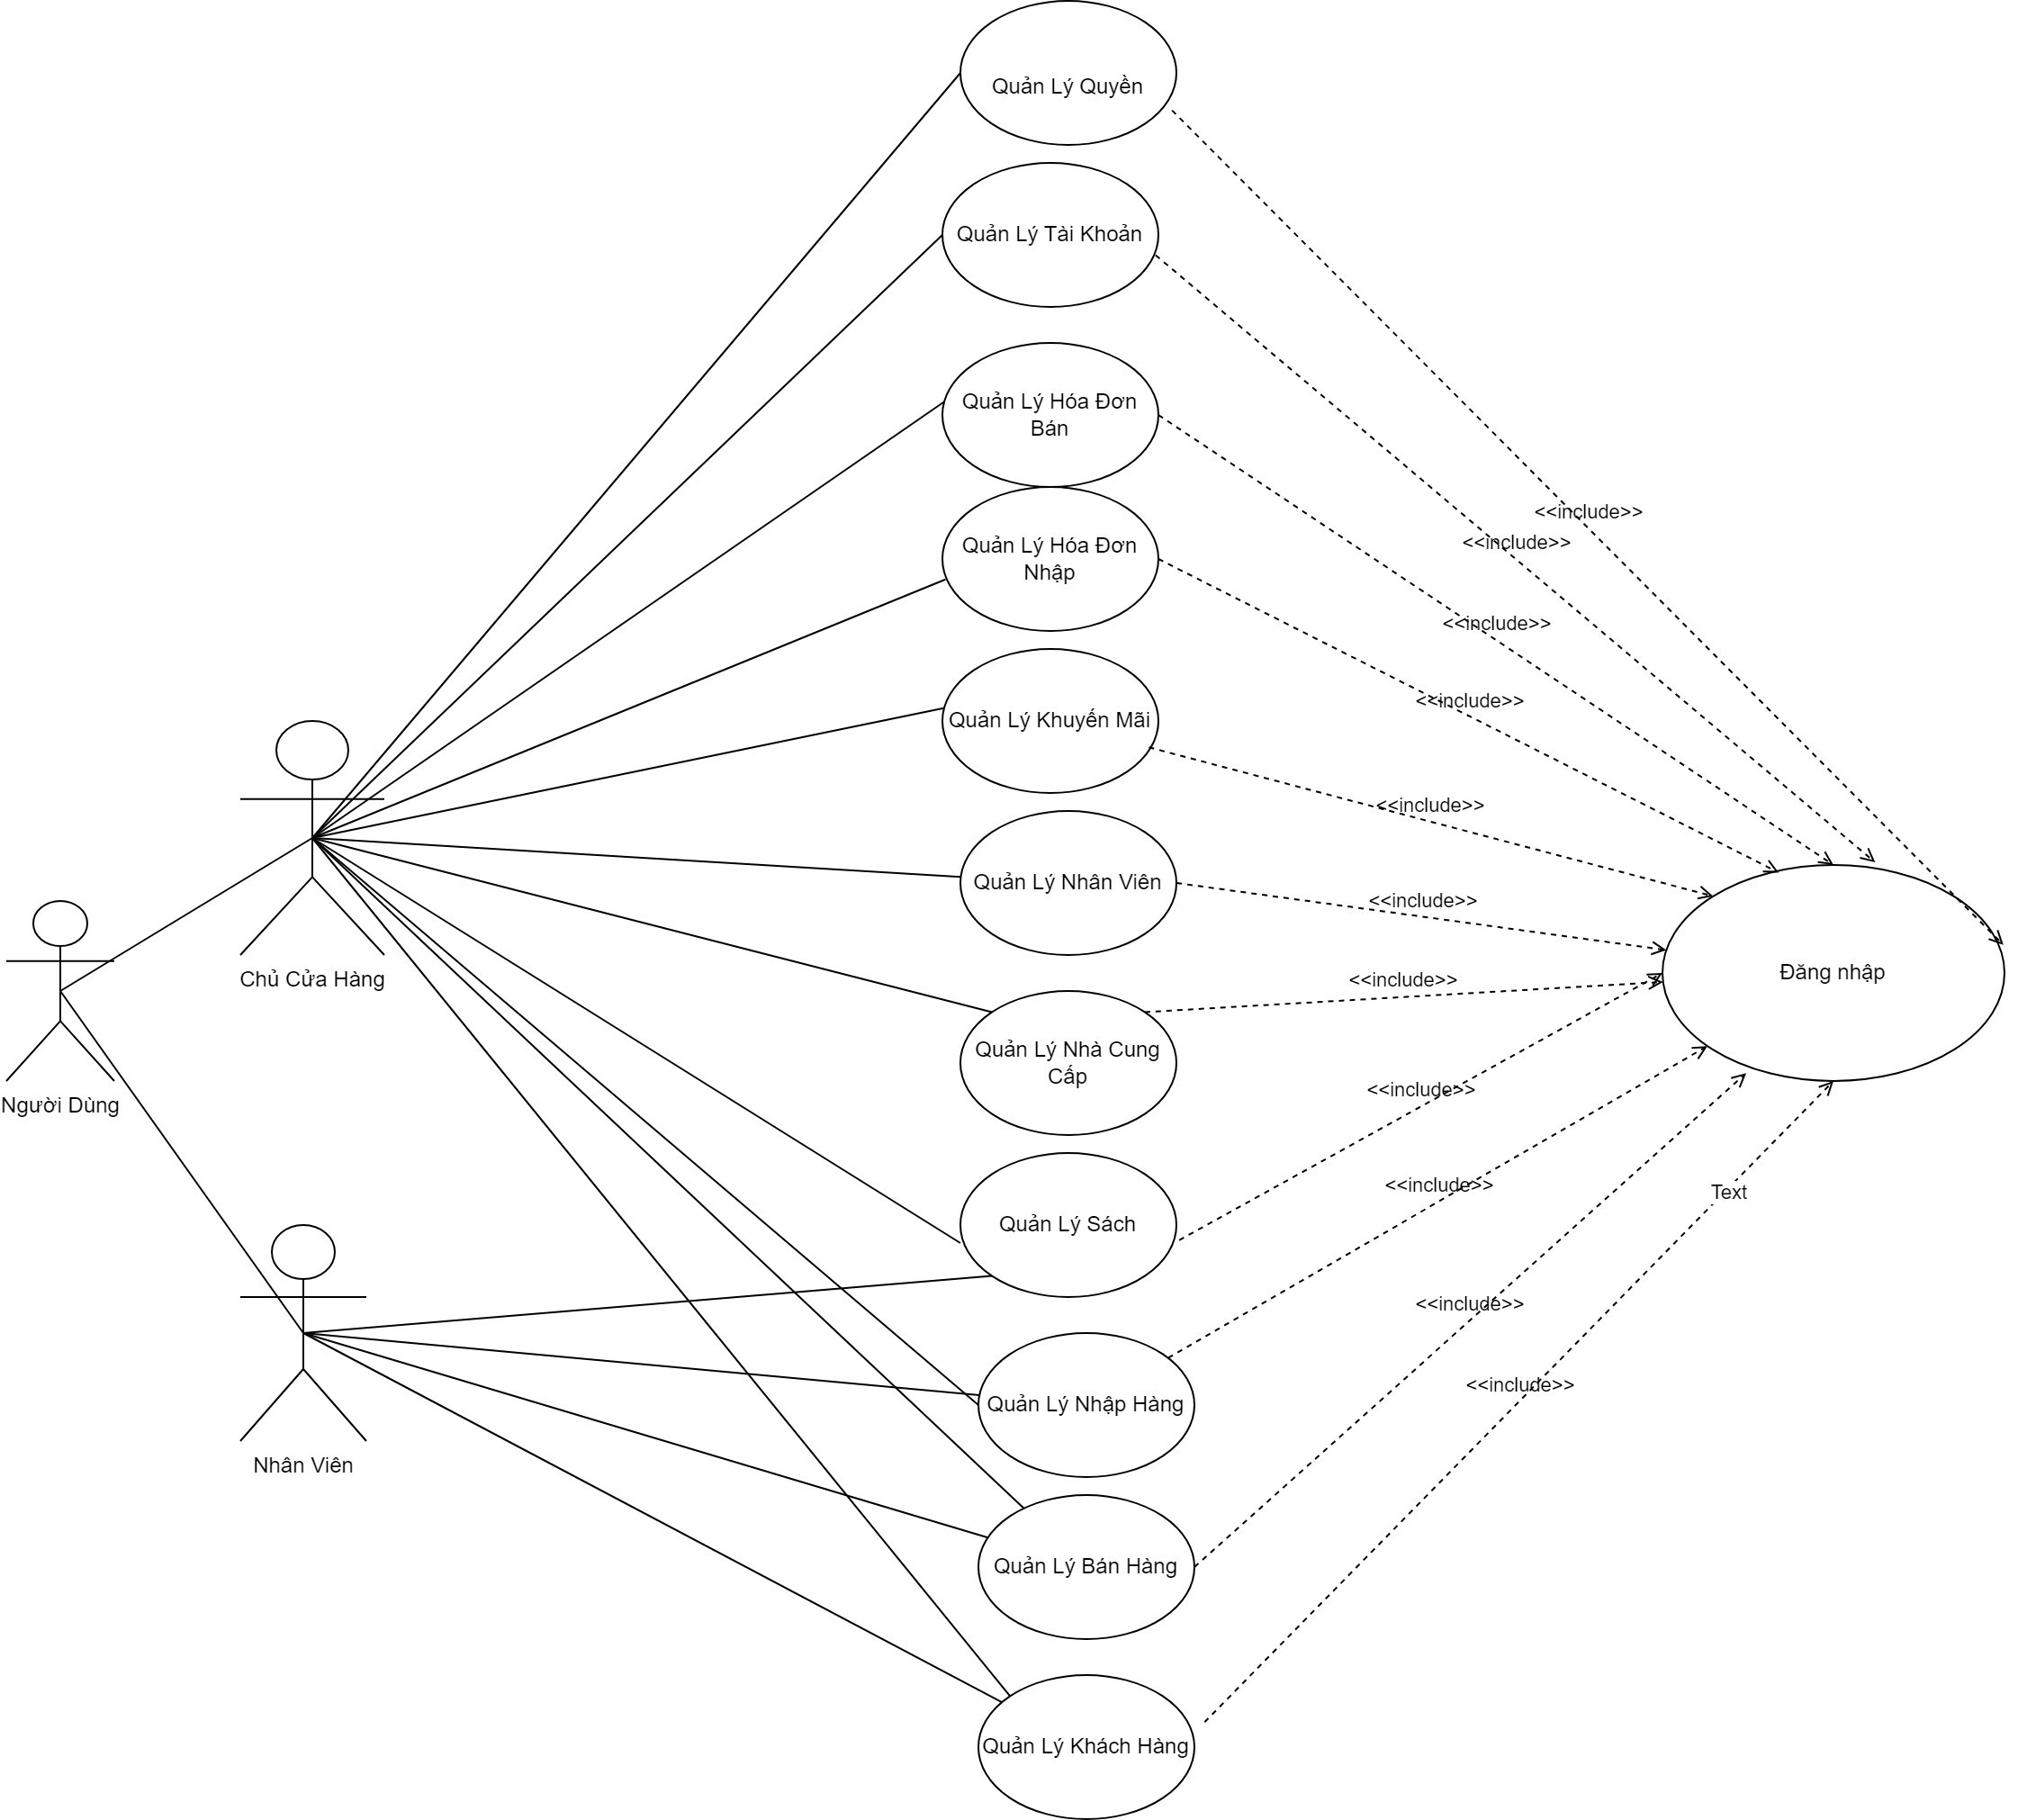 Quản Lý Quyền
Quản Lý Tài Khoản
Quản Lý Hóa Đơn
Bán
<<include>>
<<include>>
Quản Lý Hóa Đơn
Nhập
<<include>>
<<include>>
Quản Lý Khuyến Mãi
<<include>>
Quản Lý Nhân Viên
<<include>>
Chủ Cửa Hàng
<<include>>
Đăng nhập
Quản Lý Nhà Cung
Cấp
<<include>>
Người Dùng
<<include>>
Text
Quản Lý Sách
<<include>>
<<include>>
Quản Lý Nhập Hàng
Nhân Viên
Quản Lý Bán Hàng
Quản Lý Khách Hàng